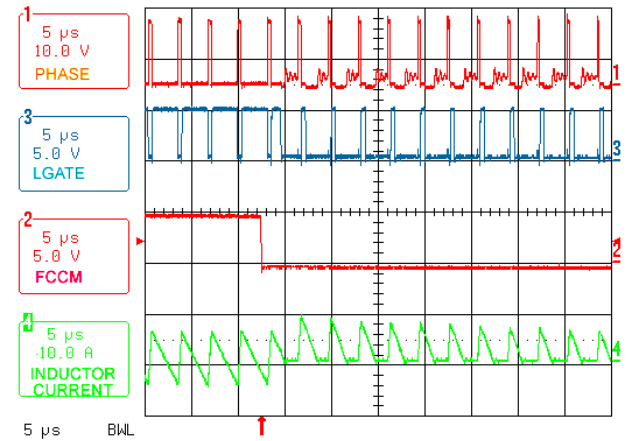 1
5 µs
10.0 V
PHASE
1
3
5 µs
5.0 V
LGATE
3
2
5 µs
5.0 V
FCCM
2
4
5 µs
10.0 A
INDUCTOR
CURRENT
4
5 µs BWL